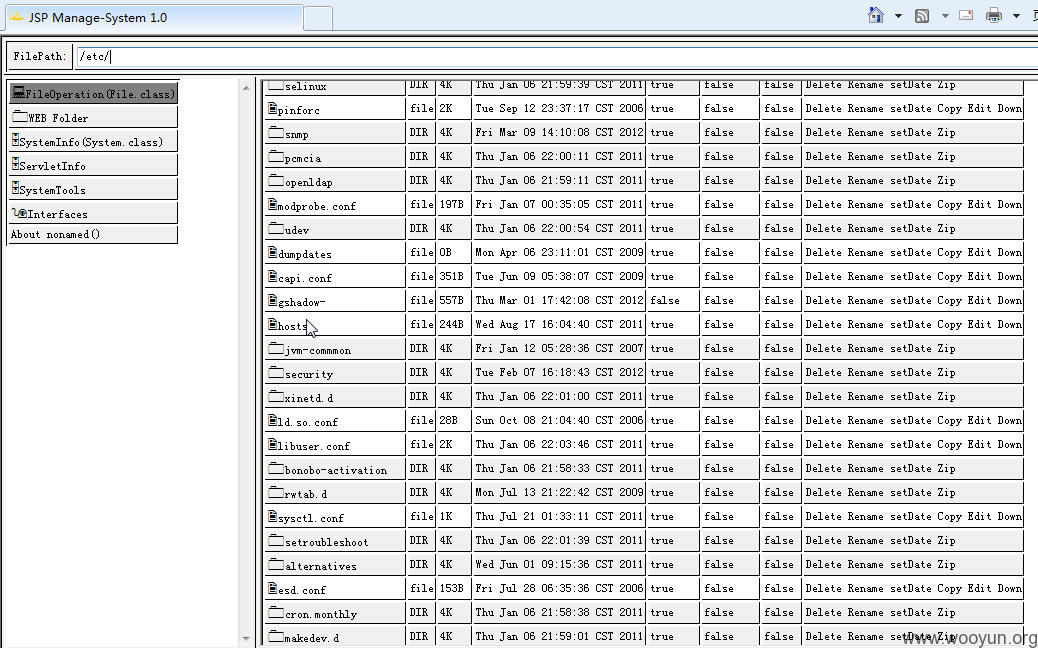 JSP Manage-System 1.0
FilePath: /etc/
FileOperation(File.class)
WEB Folder
SystemInfo(System.class)
ServletInfo
SystemTools
Interfaces
About nonamed()
selinux DIR 4K Thu Jan 06 21:59:39 CST 2011 true false false Delete Rename setDate Zip
pinforc file 2K Tue Sep 12 23:37:17 CST 2006 true false false Delete Rename setDate Copy Edit Down
snmp DIR 4K Fri Mar 09 14:10:08 CST 2012 true false false Delete Rename setDate Zip
pcmcia DIR 4K Thu Jan 06 22:00:11 CST 2011 true false false Delete Rename setDate Zip
openldap DIR 4K Thu Jan 06 21:59:11 CST 2011 true false false Delete Rename setDate Zip
modprobe.conf file 197B Fri Jan 07 00:35:05 CST 2011 true false false Delete Rename setDate Copy Edit Down
udev DIR 4K Thu Jan 06 22:00:54 CST 2011 true false false Delete Rename setDate Zip
dumpdates file 0B Mon Apr 06 23:11:01 CST 2009 true false false Delete Rename setDate Copy Edit Down
capi.conf file 351B Tue Jun 09 05:38:07 CST 2009 true false false Delete Rename setDate Copy Edit Down
gshadow- file 557B Thu Mar 01 17:42:08 CST 2012 false false false Delete Rename setDate Copy Edit Down
hosts file 244B Wed Aug 17 16:04:40 CST 2011 true false false Delete Rename setDate Copy Edit Down
jvm-commmon DIR 4K Fri Jan 12 05:28:36 CST 2007 true false false Delete Rename setDate Zip
security DIR 4K Tue Feb 07 16:18:43 CST 2012 true false false Delete Rename setDate Zip
xinetd.d DIR 4K Thu Jan 06 22:01:00 CST 2011 true false false Delete Rename setDate Zip
ld.so.conf file 28B Sun Oct 08 21:04:40 CST 2006 true false false Delete Rename setDate Copy Edit Down
libuser.conf file 2K Thu Jan 06 22:03:46 CST 2011 true false false Delete Rename setDate Copy Edit Down
bonobo-activation DIR 4K Thu Jan 06 21:58:33 CST 2011 true false false Delete Rename setDate Zip
rwtab.d DIR 4K Mon Jul 13 21:22:42 CST 2009 true false false Delete Rename setDate Zip
sysctl.conf file 1K Thu Jul 21 01:33:11 CST 2011 true false false Delete Rename setDate Copy Edit Down
setroubleshoot DIR 4K Thu Jan 06 22:01:39 CST 2011 true false false Delete Rename setDate Zip
alternatives DIR 4K Wed Jun 01 09:15:36 CST 2011 true false false Delete Rename setDate Zip
esd.conf file 153B Fri Jul 28 06:35:36 CST 2006 true false false Delete Rename setDate Copy Edit Down
cron.monthly DIR 4K Thu Jan 06 21:58:38 CST 2011 true false false Delete Rename setDate Zip
makedev.d DIR 4K Thu Jan 06 21:59:01 CST 2011 true false false Delete Rename setDate Zip
www.wooyun.org